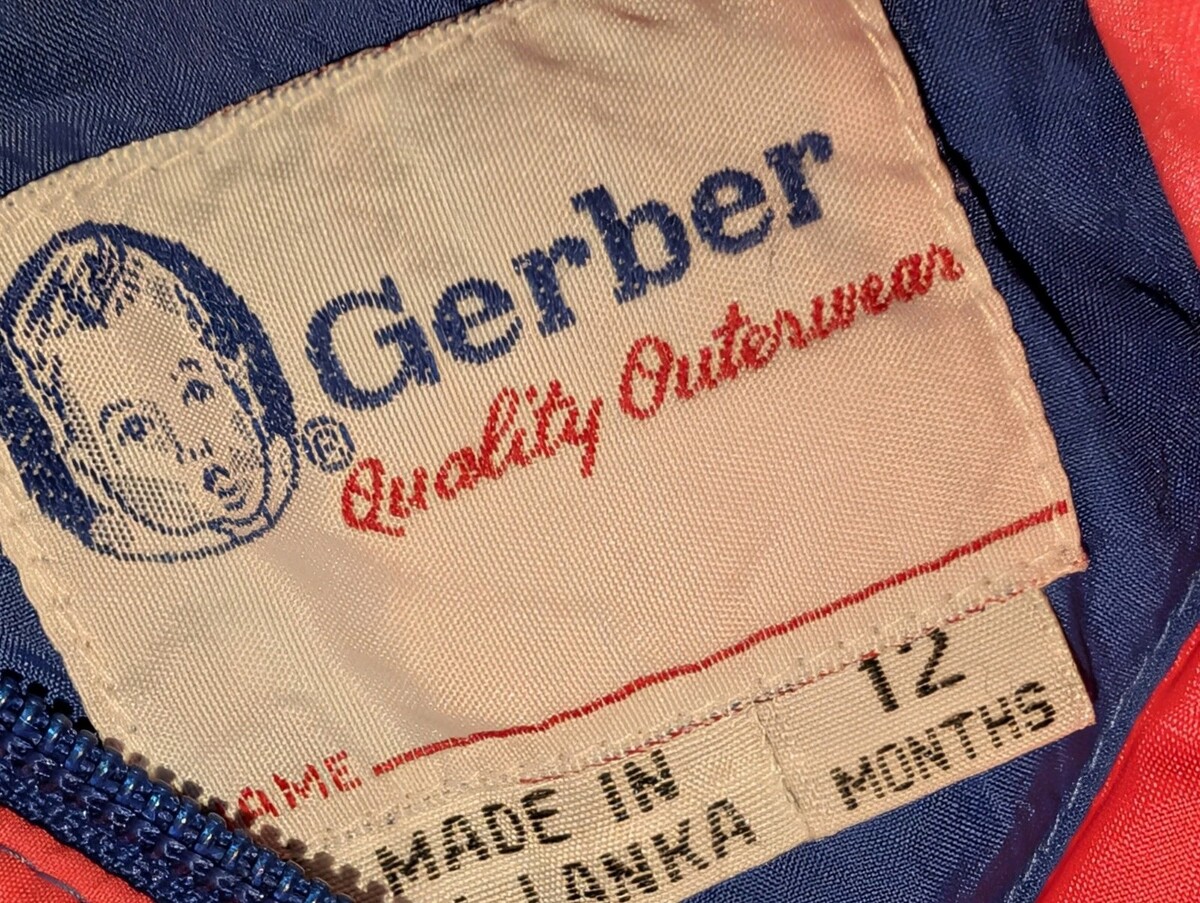 Gerber
®
Quality Outerwear
AME
12
MONTHS
MADE IN
LANKA